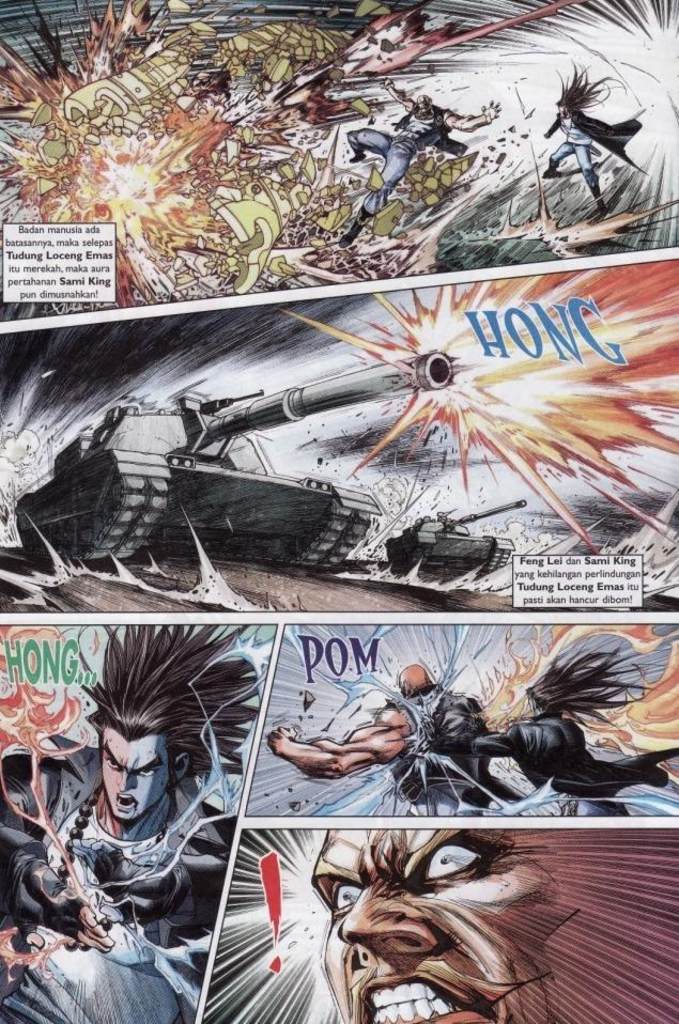 Badan manusia ada
batasannya, maka selepas
Tudung Loceng Emas
itu merekah, maka aura
pertahanan Sami King
pun dimusnahkan!
HONG
Feng Lei dan Sami King
yang kehilangan perlindungan
Tudung Loceng Emas itu
pasti akan hancur dibom!
HONG...
POM
!